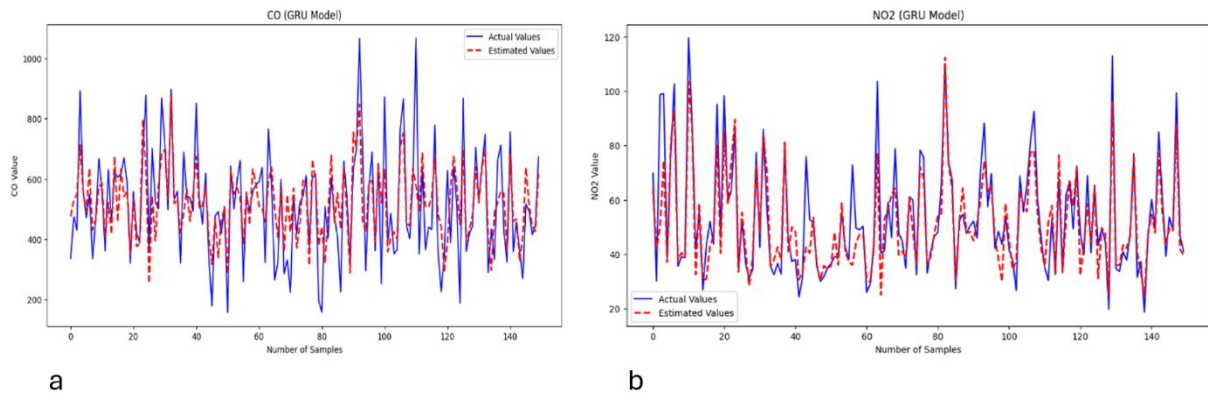 CO (GRU Model)
Actual Values
Estimated Values
1000
800
600
400
200
CO Value
0 20 40 60 80 100 120 140
Number of Samples
a
NO2 (GRU Model)
120
100
80
60
40
20
NO2 Value
Actual Values
Estimated Values
0 20 40 60 80 100 120 140
Number of Samples
b